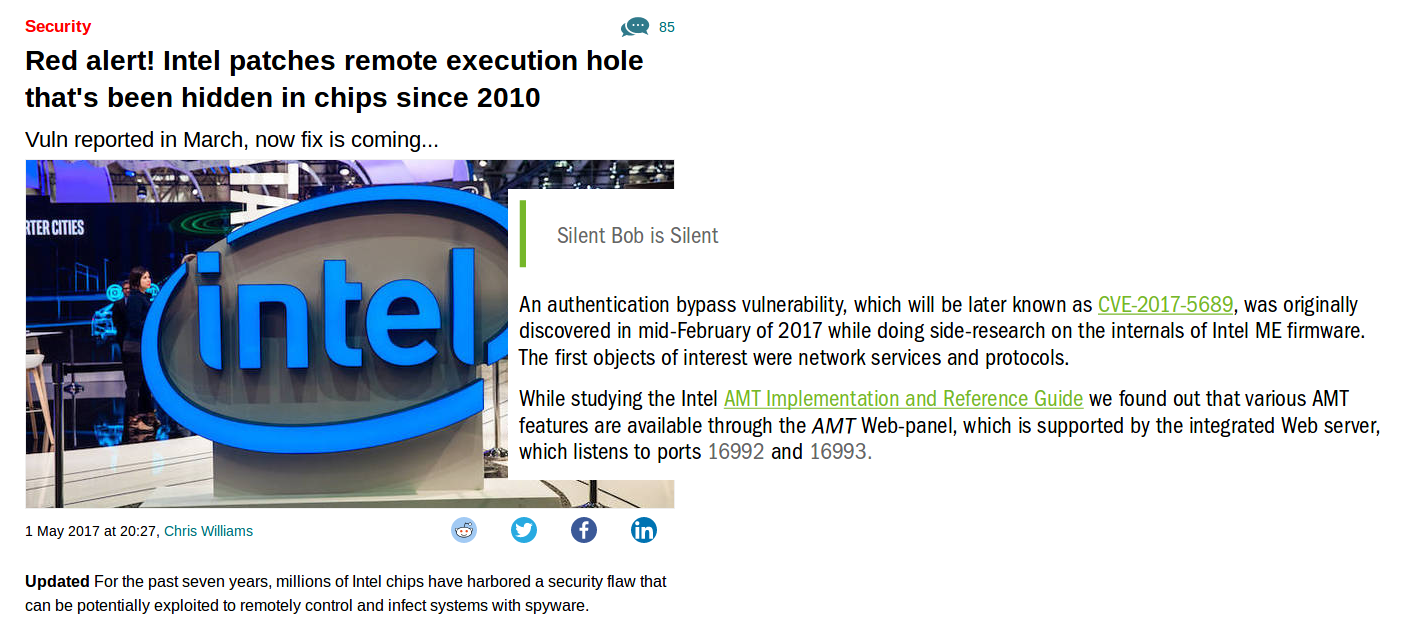 Security
85
Red alert! Intel patches remote execution hole
that's been hidden in chips since 2010
Vuln reported in March, now fix is coming...
RTER CITIES
intel
Silent Bob is Silent
An authentication bypass vulnerability, which will be later known as CVE-2017-5689, was originally
discovered in mid-February of 2017 while doing side-research on the internals of Intel ME firmware.
The first objects of interest were network services and protocols.
While studying the Intel AMT Implementation and Reference Guide we found out that various AMT
features are available through the AMT Web-panel, which is supported by the integrated Web server,
which listens to ports 16992 and 16993.
1 May 2017 at 20:27, Chris Williams
Updated For the past seven years, millions of Intel chips have harbored a security flaw that
can be potentially exploited to remotely control and infect systems with spyware.